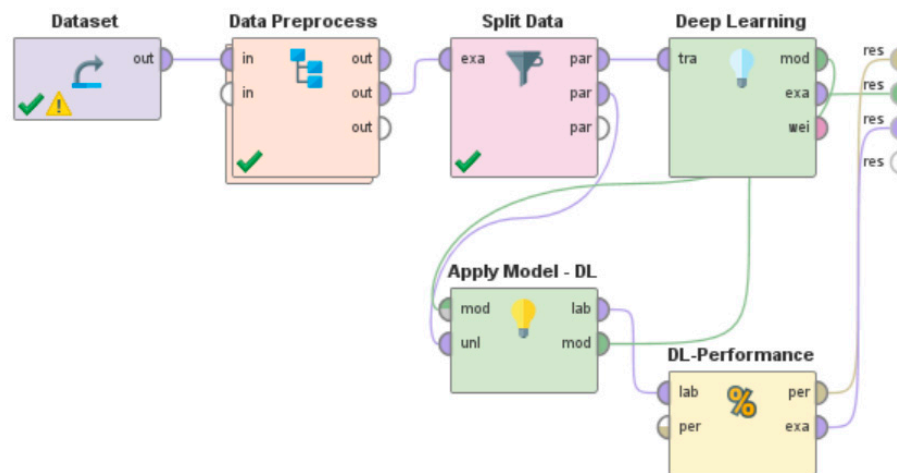 Dataset
out
Data Preprocess
in out
in out
out
Split Data
exa par
par
par
Deep Learning
tra mod
exa
wei
res
res
res
res
Apply Model - DL
mod lab
unl mod
DL-Performance
lab per
per exa
%